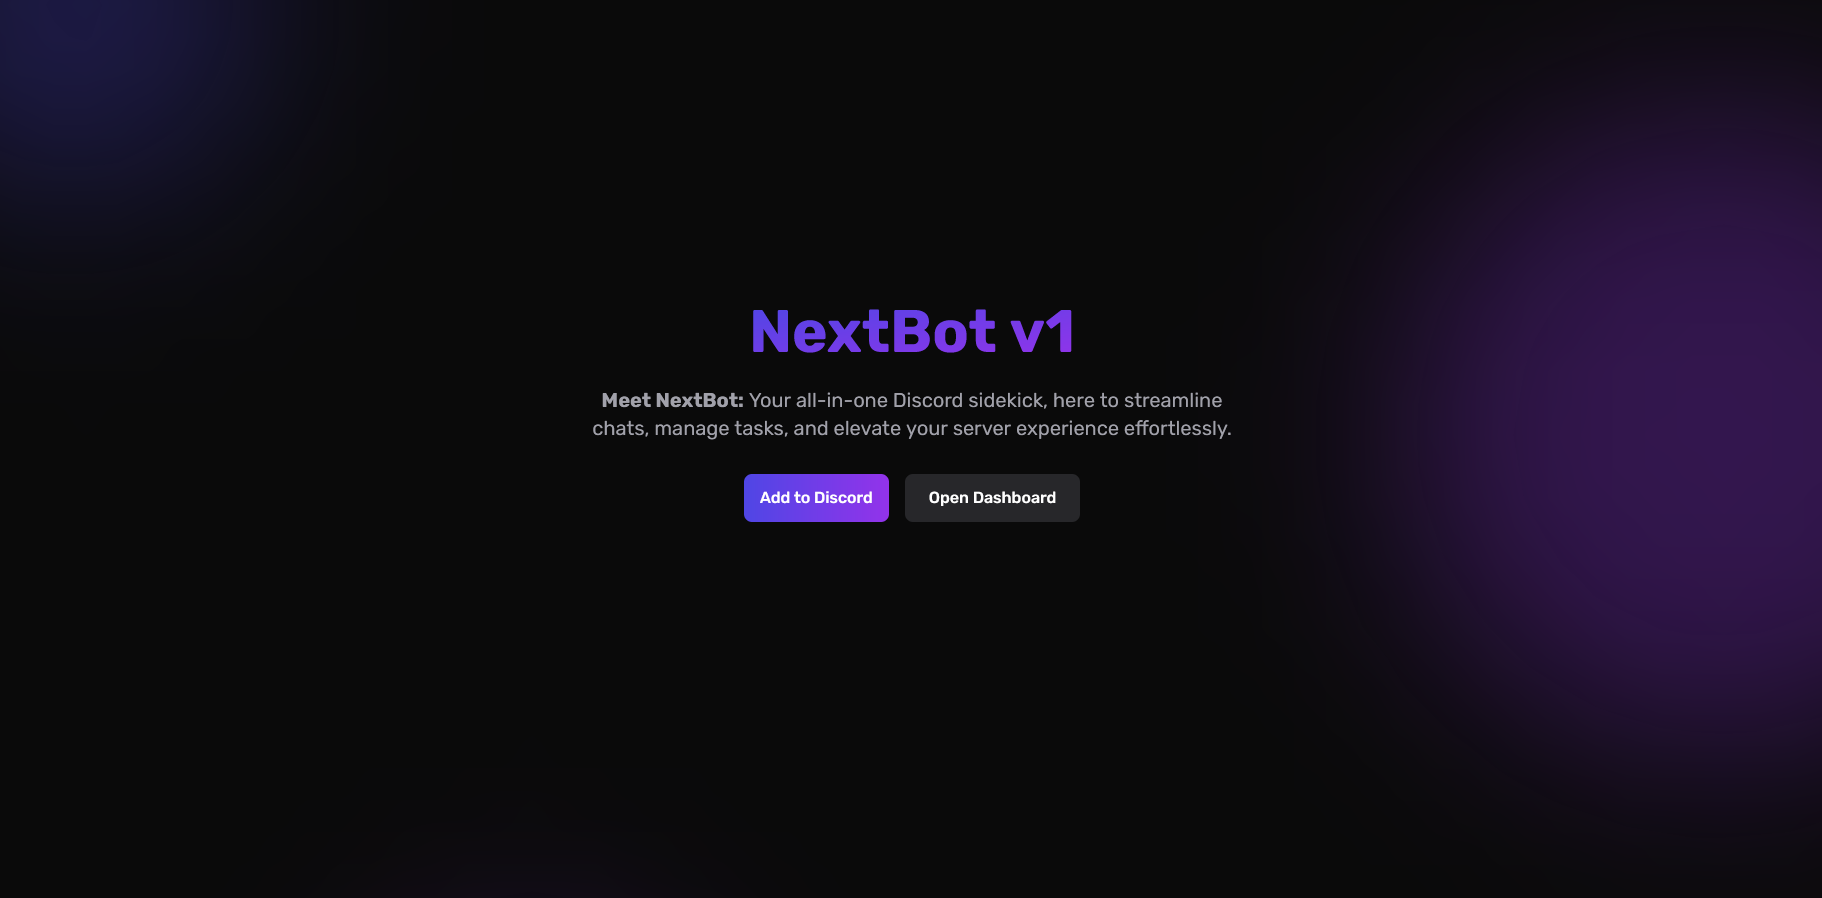 NextBot v1
Meet NextBot: Your all-in-one Discord sidekick, here to streamline
chats, manage tasks, and elevate your server experience effortlessly.
Add to Discord
Open Dashboard